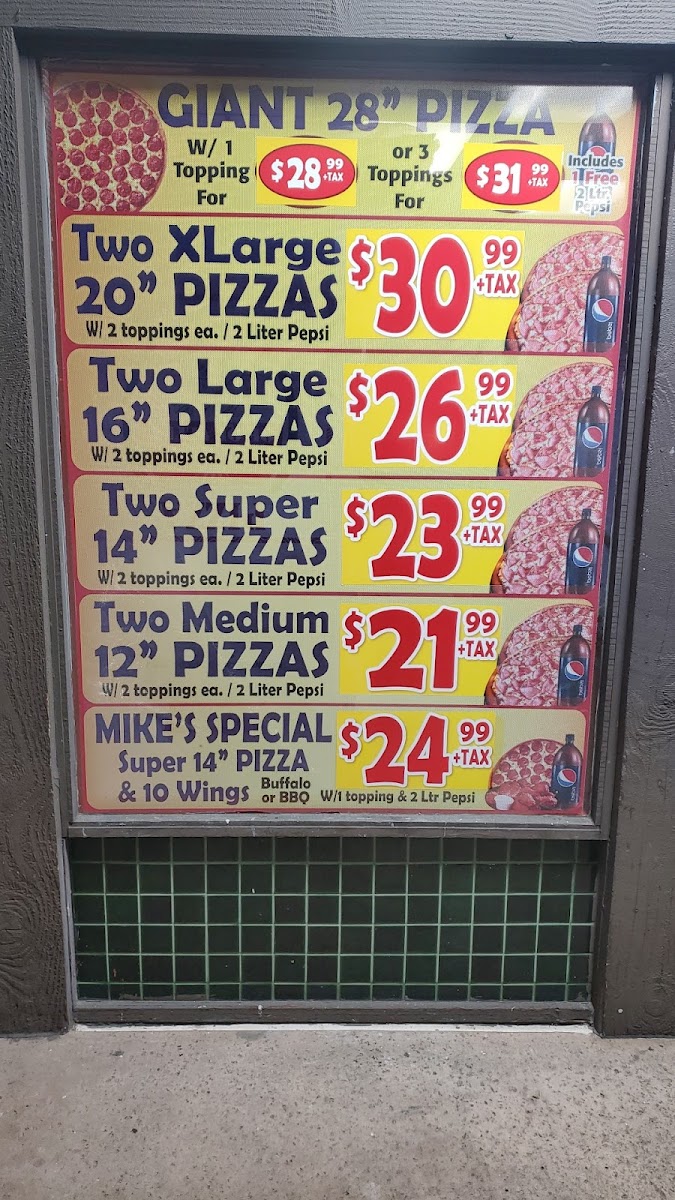 GIANT 28” PIZZA
W/ 1 Topping For
$28.99 +TAX
or 3 Toppings For
$31.99 +TAX
Includes
1 Free
2 Ltr.
Pepsi
Two XLarge
20” PIZZAS
W/ 2 toppings ea. / 2 Liter Pepsi
$30 99 +TAX
Two Large
16” PIZZAS
W/ 2 toppings ea. / 2 Liter Pepsi
$26 99 +TAX
Two Super
14” PIZZAS
W/ 2 toppings ea. / 2 Liter Pepsi
$23 99 +TAX
Two Medium
12” PIZZAS
W/ 2 toppings ea. / 2 Liter Pepsi
$21 99 +TAX
MIKE’S SPECIAL
Super 14” PIZZA
& 10 Wings Buffalo or BBQ
W/1 topping & 2 Ltr Pepsi
$24 99 +TAX